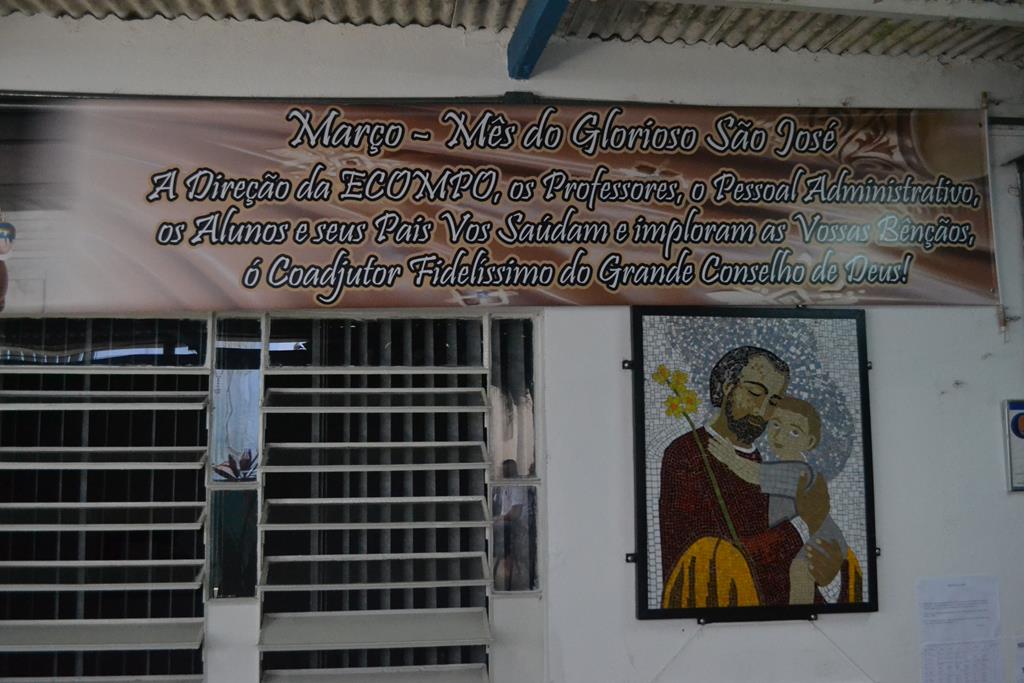 Março - Mês do Glorioso São José
A Direção da ECOMPO, os Professores, o Pessoal Administrativo,
os Alunos e seus Pais Vos Saúdam e imploram as Vossas Bênçãos,
ó Coadjutor Fidelíssimo do Grande Conselho de Deus!